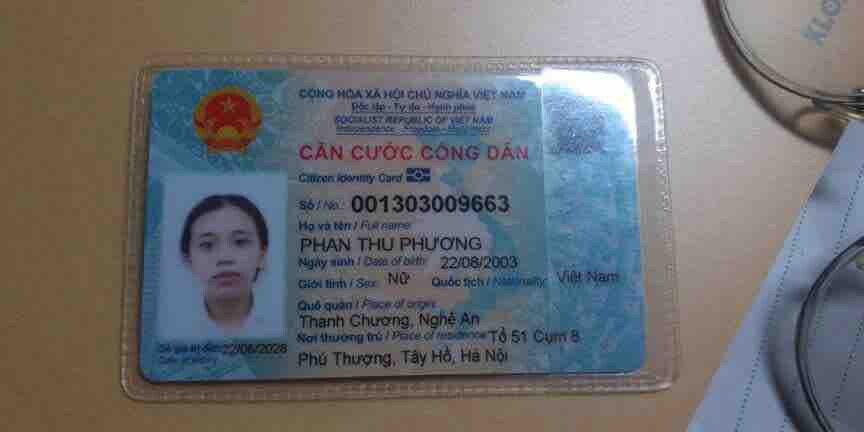 CỘNG HÒA XÃ HỘI CHỦ NGHĨA VIỆT NAM
Độc lập - Tự do - Hạnh phúc
SOCIALIST REPUBLIC OF VIET NAM
Independence - Freedom - Happiness
CĂN CƯỚC CÔNG DÂN
Citizen Identity Card
Số / No.: 001303009663
Họ và tên / Full name:
PHAN THU PHƯƠNG
Ngày sinh / Date of birth: 22/08/2003
Giới tính / Sex: Nữ Quốc tịch / Nationality: Việt Nam
Quê quán / Place of origin:
Thanh Chương, Nghệ An
Nơi thường trú / Place of residence: Tổ 51 Cụm 8
Phú Thượng, Tây Hồ, Hà Nội
Có giá trị đến: 22/08/2028
Date of expiry